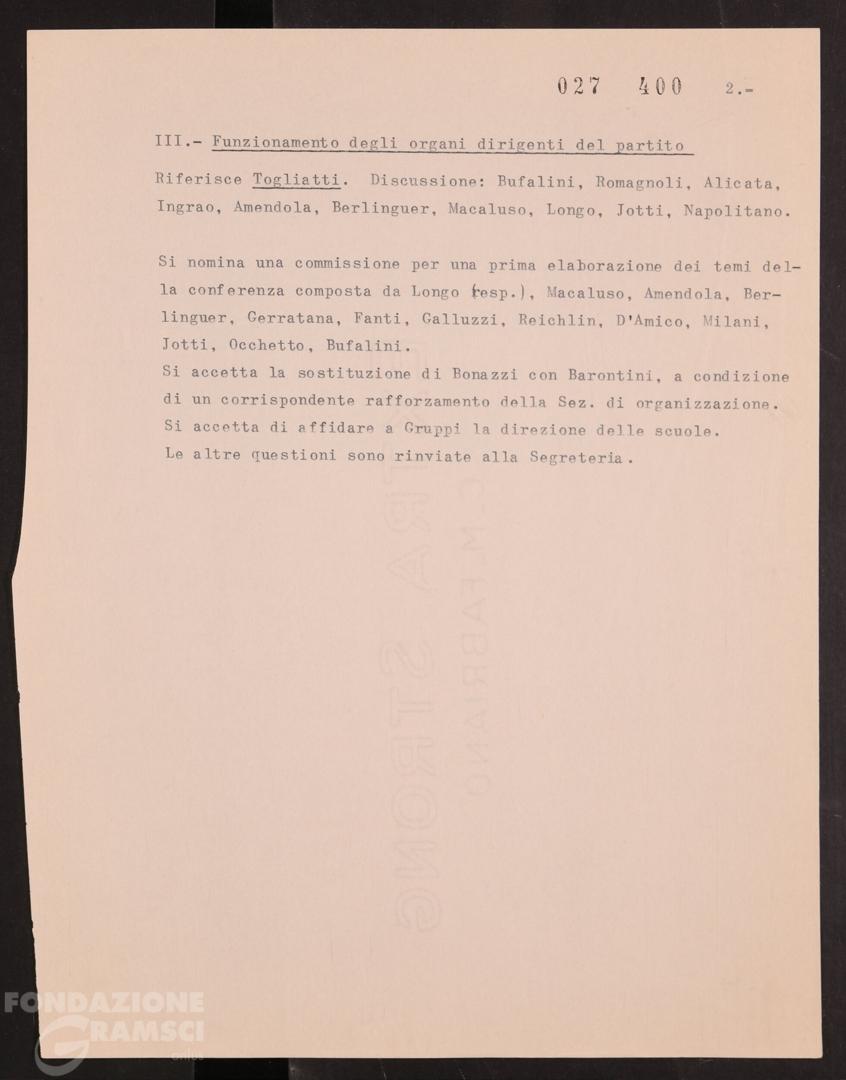 027 400 2.-
III.- Funzionamento degli organi dirigenti del partito
Riferisce Togliatti. Discussione: Bufalini, Romagnoli, Alicata,
Ingrao, Amendola, Berlinguer, Macaluso, Longo, Jotti, Napolitano.
Si nomina una commissione per una prima elaborazione dei temi del-
la conferenza composta da Longo (resp.), Macaluso, Amendola, Ber-
linguer, Gerratana, Fanti, Galluzzi, Reichlin, D'Amico, Milani,
Jotti, Occhetto, Bufalini.
Si accetta la sostituzione di Bonazzi con Barontini, a condizione
di un corrispondente rafforzamento della Sez. di organizzazione.
Si accetta di affidare a Gruppi la direzione delle scuole.
Le altre questioni sono rinviate alla Segreteria.
EXTRA STRONG
C.M. FABRIANO
FONDAZIONE
GRAMSCI
onlus